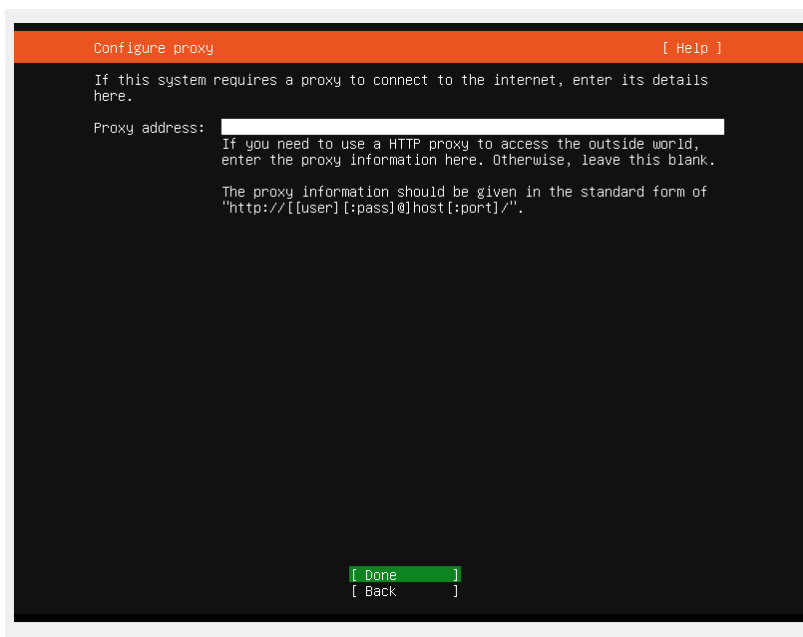 Configure proxy [ Help ]
If this system requires a proxy to connect to the internet, enter its details
here.
Proxy address:
If you need to use a HTTP proxy to access the outside world,
enter the proxy information here. Otherwise, leave this blank.
The proxy information should be given in the standard form of
"http://[[user][:pass]@]host[:port]/".
[ Done ]
[ Back ]